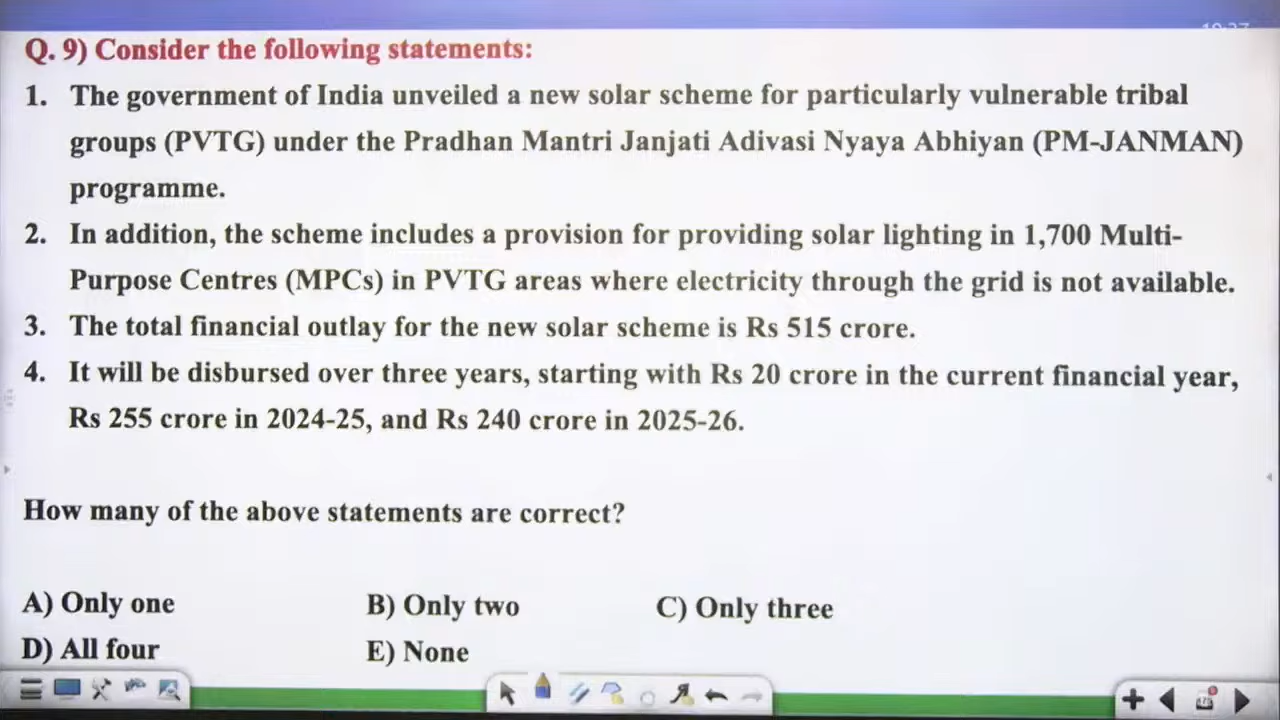 Q. 9) Consider the following statements:
1. The government of India unveiled a new solar scheme for particularly vulnerable tribal
groups (PVTG) under the Pradhan Mantri Janjati Adivasi Nyaya Abhiyan (PM-JANMAN)
programme.
2. In addition, the scheme includes a provision for providing solar lighting in 1,700 Multi-
Purpose Centres (MPCs) in PVTG areas where electricity through the grid is not available.
3. The total financial outlay for the new solar scheme is Rs 515 crore.
4. It will be disbursed over three years, starting with Rs 20 crore in the current financial year,
Rs 255 crore in 2024-25, and Rs 240 crore in 2025-26.
How many of the above statements are correct?
A) Only one B) Only two C) Only three
D) All four E) None